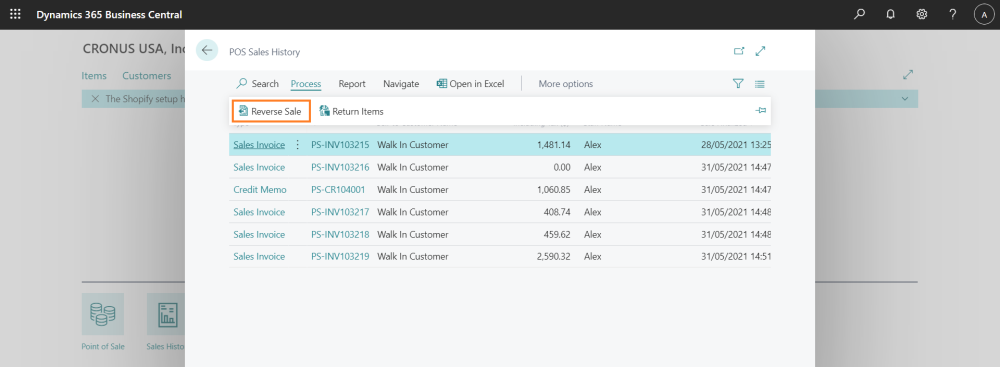 Dynamics 365 Business Central
?
A
CRONUS USA, Inc
POS Sales History
Items Customers
Search Process Report Navigate Open in Excel More options
The Shopify setup h
Reverse Sale Return Items
Sales Invoice PS-INV103215 Walk In Customer 1,481.14 Alex 28/05/2021 13:25
Sales Invoice PS-INV103216 Walk In Customer 0.00 Alex 31/05/2021 14:47
Credit Memo PS-CR104001 Walk In Customer 1,060.85 Alex 31/05/2021 14:47
Sales Invoice PS-INV103217 Walk In Customer 408.74 Alex 31/05/2021 14:48
Sales Invoice PS-INV103218 Walk In Customer 459.62 Alex 31/05/2021 14:48
Sales Invoice PS-INV103219 Walk In Customer 2,590.32 Alex 31/05/2021 14:51
Point of Sale Sales Histo